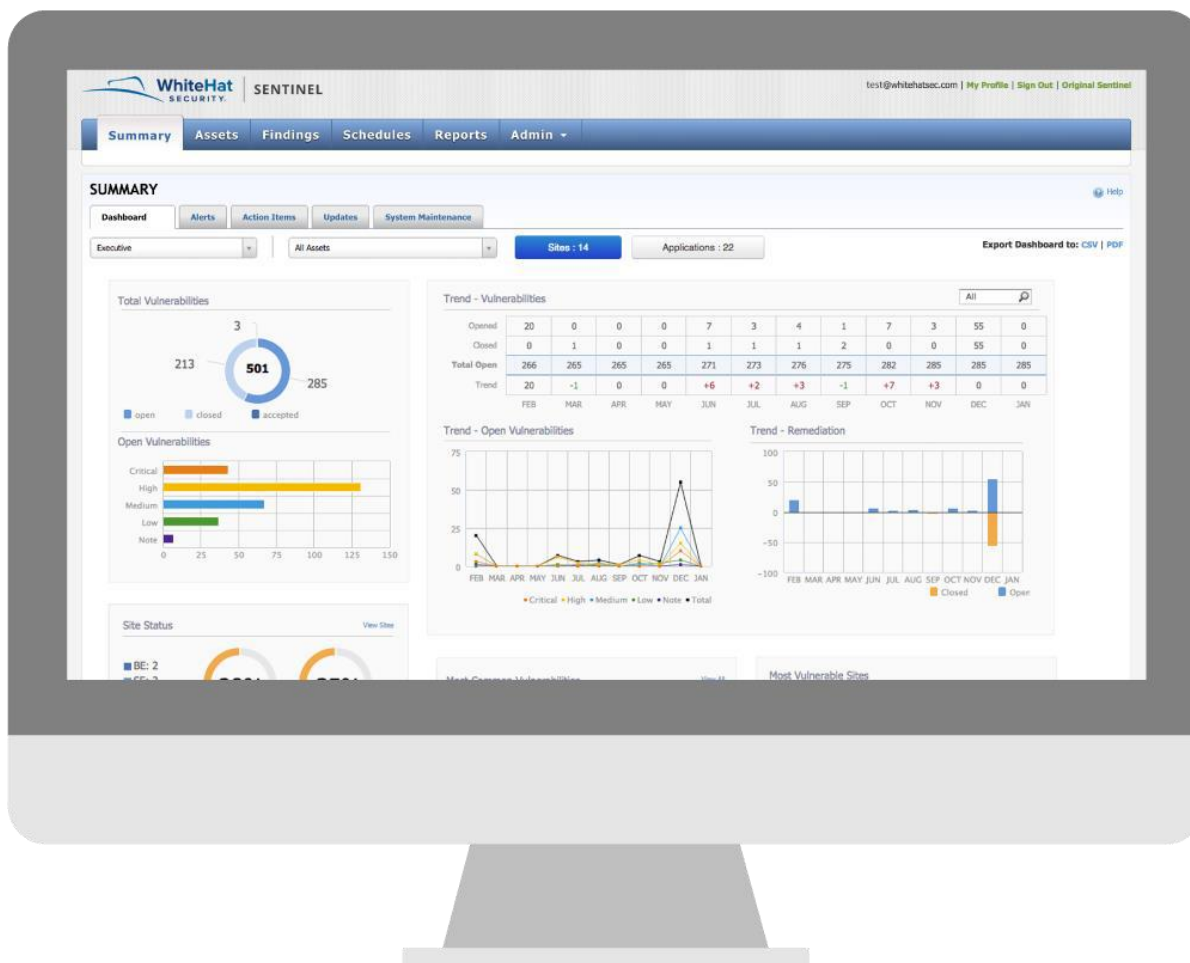 WhiteHat
SECURITY.
SENTINEL
test@whitehatsec.com | My Profile | Sign Out | Original Sentinel
Summary Assets Findings Schedules Reports Admin
SUMMARY
Help
Dashboard Alerts Action Items Updates System Maintenance
Executive All Assets Sites : 14 Applications : 22 Export Dashboard to: CSV | PDF
Total Vulnerabilities
3
213
501
285
open closed accepted
Open Vulnerabilities
Critical
High
Medium
Low
Note
0 25 50 75 100 125 150
Trend - Vulnerabilities
All
Opened 20 0 0 0 7 3 4 1 7 3 55 0
Closed 0 1 0 0 1 1 1 2 0 0 55 0
Total Open 266 265 265 265 271 273 276 275 282 285 285 285
Trend 20 -1 0 0 +6 +2 +3 -1 +7 +3 0 0
FEB MAR APR MAY JUN JUL AUG SEP OCT NOV DEC JAN
Trend - Open Vulnerabilities
75
50
25
0
FEB MAR APR MAY JUN JUL AUG SEP OCT NOV DEC JAN
Critical High Medium Low Note Total
Trend - Remediation
100
50
0
-50
-100
FEB MAR APR MAY JUN JUL AUG SEP OCT NOV DEC JAN
Closed Open
Site Status
View Sites
BE: 2
Most Common Vulnerabilities
View All
Most Vulnerable Sites